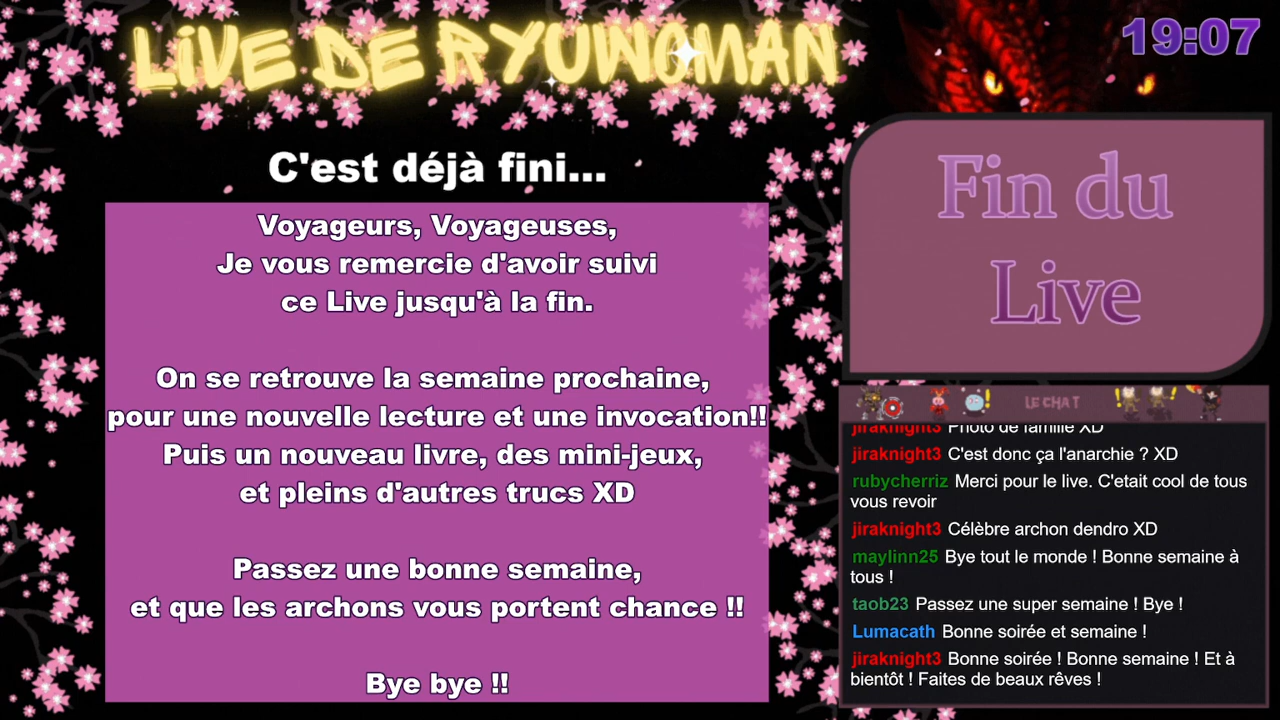 LiVE DE RYUWOMAN
19:07
C'est déjà fini...
Voyageurs, Voyageuses,
Je vous remercie d'avoir suivi
ce Live jusqu'à la fin.
On se retrouve la semaine prochaine,
pour une nouvelle lecture et une invocation!!
Puis un nouveau livre, des mini-jeux,
et pleins d'autres trucs XD
Passez une bonne semaine,
et que les archons vous portent chance !!
Bye bye !!
Fin du
Live
LE CHAT
jiraknight3 Photo de famille XD
jiraknight3 C'est donc ça l'anarchie ? XD
rubycherriz Merci pour le live. C'etait cool de tous
vous revoir
jiraknight3 Célèbre archon dendro XD
maylinn25 Bye tout le monde ! Bonne semaine à
tous !
taob23 Passez une super semaine ! Bye !
Lumacath Bonne soirée et semaine !
jiraknight3 Bonne soirée ! Bonne semaine ! Et à
bientôt ! Faites de beaux rêves !